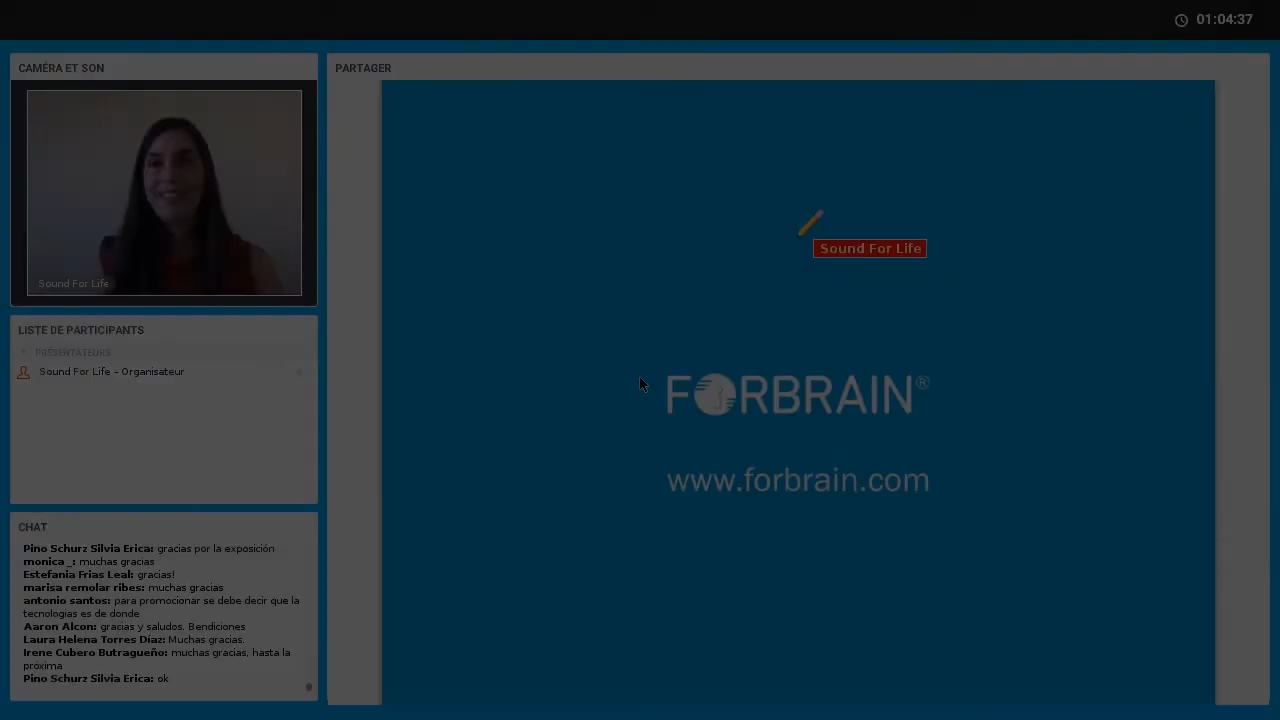 01:04:37
CAMÉRA ET SON
Sound For Life
LISTE DE PARTICIPANTS
PRÉSENTATEURS
Sound For Life - Organisateur
CHAT
Pino Schurz Silvia Erica: gracias por la exposición
monica _: muchas gracias
Estefania Frias Leal: gracias!
marisa remolar ribes: muchas gracias
antonio santos: para promocionar se debe decir que la
tecnologias es de donde
Aaron Alcon: gracias y saludos. Bendiciones
Laura Helena Torres Díaz: Muchas gracias.
Irene Cubero Butragueño: muchas gracias, hasta la
próxima
Pino Schurz Silvia Erica: ok
PARTAGER
Sound For Life
FORBRAIN®
www.forbrain.com